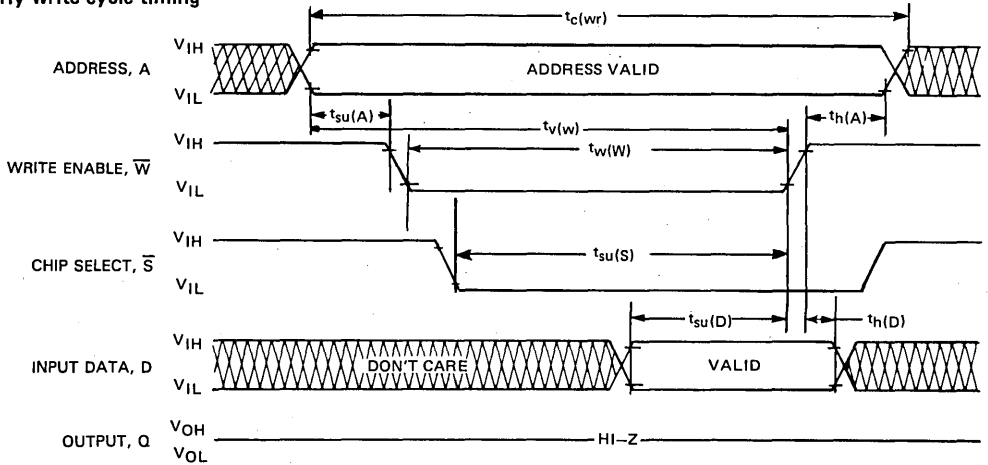 write cycle timing
tc(wr)
ADDRESS, A
VIH
VIL
ADDRESS VALID
tsu(A)
th(A)
tv(w)
WRITE ENABLE, W̅
VIH
VIL
tw(W)
CHIP SELECT, S̅
VIH
VIL
tsu(S)
tsu(D)
th(D)
INPUT DATA, D
VIH
VIL
DON'T CARE
VALID
OUTPUT, Q
VOH
VOL
HI–Z